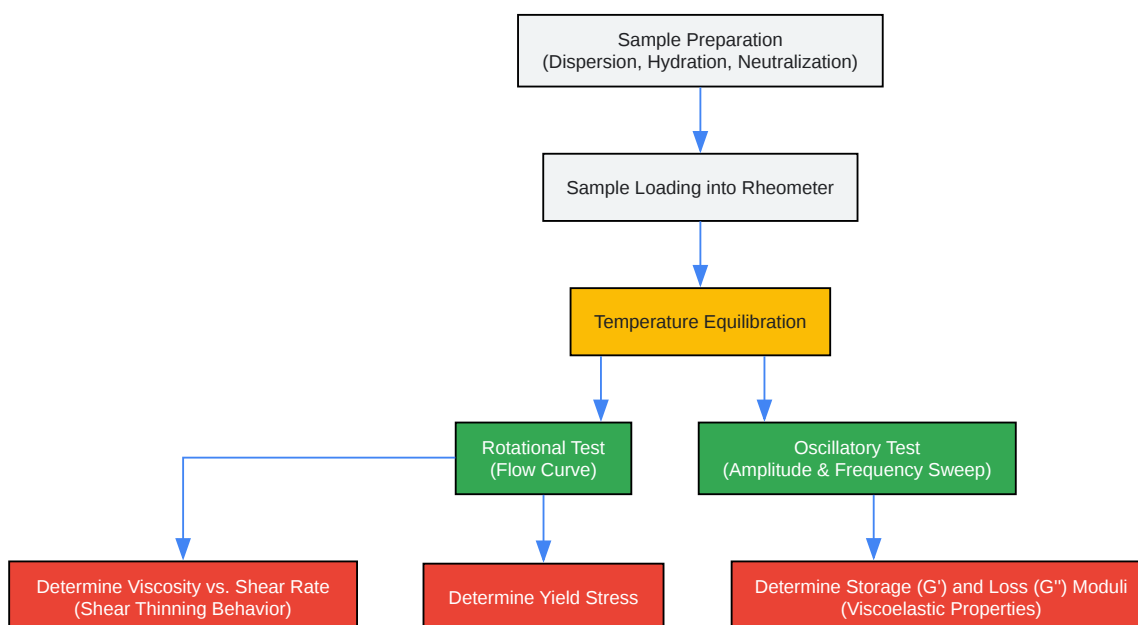 Sample Preparation
(Dispersion, Hydration, Neutralization)
Sample Loading into Rheometer
Temperature Equilibration
Rotational Test
(Flow Curve)
Oscillatory Test
(Amplitude & Frequency Sweep)
Determine Viscosity vs. Shear Rate
(Shear Thinning Behavior)
Determine Yield Stress
Determine Storage (G') and Loss (G'') Moduli
(Viscoelastic Properties)